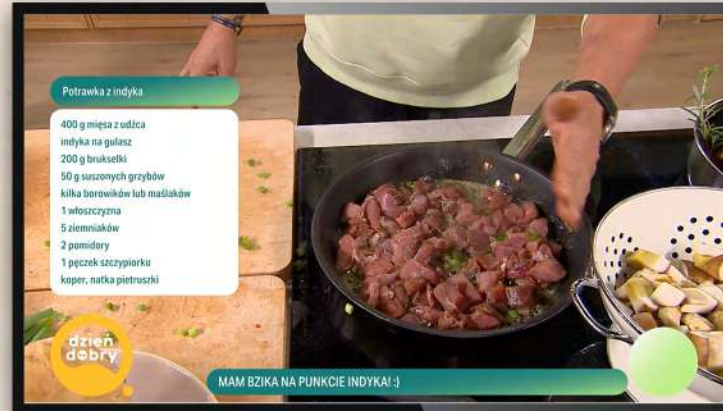 Potrawka z indyka
400 g mięsa z udźca
indyka na gulasz
200 g brukselki
50 g suszonych grzybów
kilka borowików lub maślaków
1 włoszczyzna
5 ziemniaków
2 pomidory
1 pęczek szczypiorku
koper, natka pietruszki
dzień
dobry
MAM BZIKA NA PUNKCIE INDYKA! :)